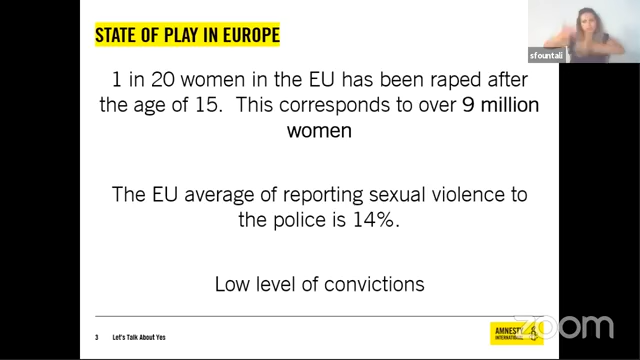 STATE OF PLAY IN EUROPE
sfountali
1 in 20 women in the EU has been raped after
the age of 15. This corresponds to over 9 million
women
The EU average of reporting sexual violence to
the police is 14%.
Low level of convictions
3 Let's Talk About Yes
AMNESTY
INTERNATIONAL
zoom